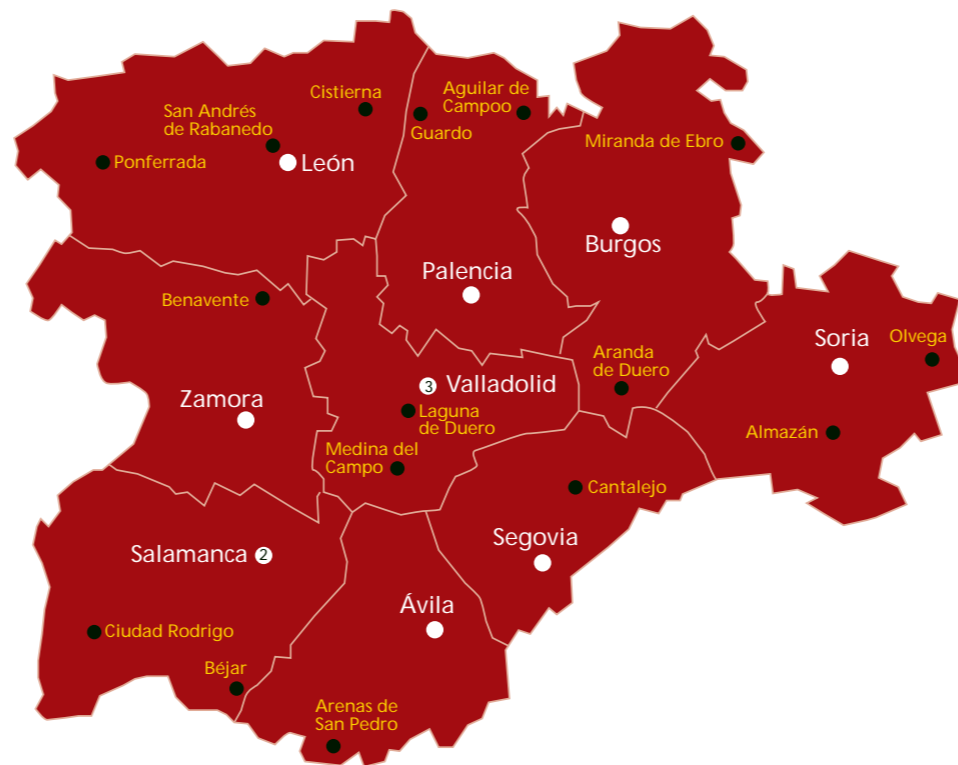 Cistierna
Aguilar de
Campoo
San Andrés
de Rabanedo
Guardo
Miranda de Ebro
Ponferrada
León
Burgos
Palencia
Benavente
Soria
Olvega
Aranda
de Duero
3 Valladolid
Zamora
Laguna
de Duero
Almazán
Medina del
Campo
Cantalejo
Segovia
Salamanca 2
Ávila
Ciudad Rodrigo
Béjar
Arenas de
San Pedro